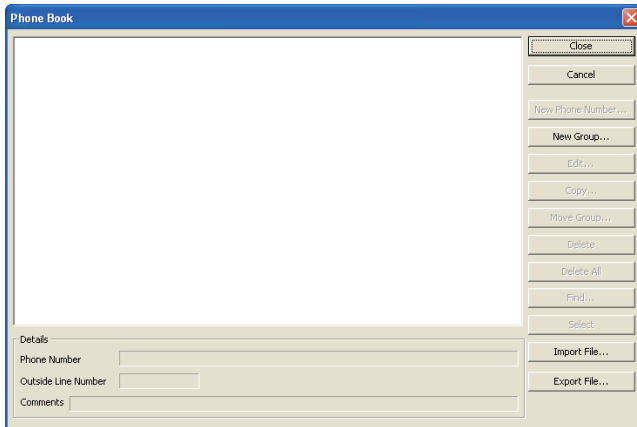 Phone Book
Close
Cancel
New Phone Number...
New Group...
Edit...
Copy...
Move Group...
Delete
Delete All
Find...
Select
Import File...
Export File...
Details
Phone Number
Outside Line Number
Comments